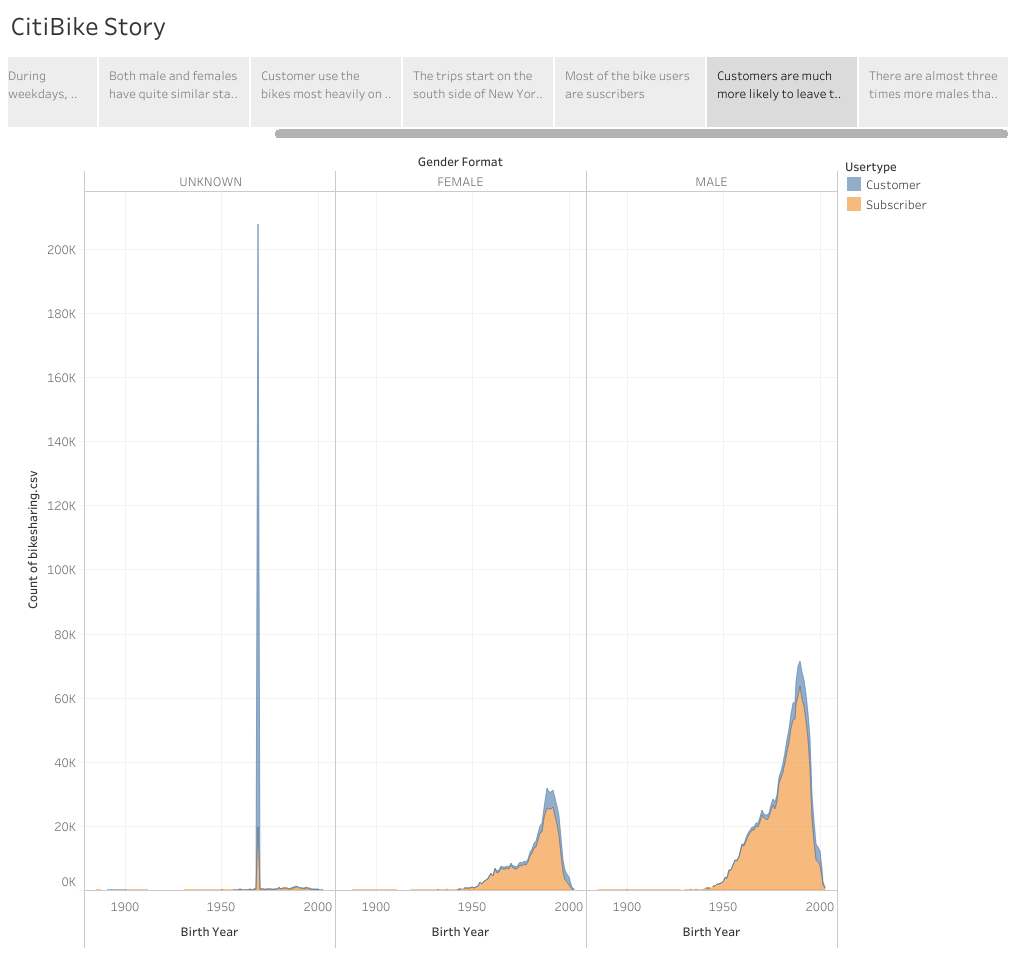 CitiBike Story
During
weekdays, ..
Both male and females
have quite similar sta..
Customer use the
bikes most heavily on ..
The trips start on the
south side of New Yor..
Most of the bike users
are suscribers
Customers are much
more likely to leave t..
There are almost three
times more males tha..
Gender Format
UNKNOWN
FEMALE
MALE
Usertype
Customer
Subscriber
Count of bikesharing.csv
200K
180K
160K
140K
120K
100K
80K
60K
40K
20K
0K
1900
1950
2000
1900
1950
2000
1900
1950
2000
Birth Year
Birth Year
Birth Year